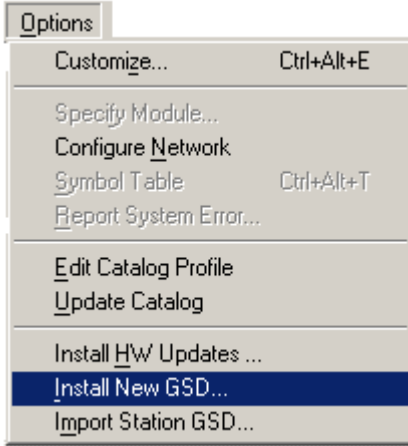 Options
Customize... Ctrl+Alt+E
Specify Module...
Configure Network
Symbol Table Ctrl+Alt+T
Report System Error...
Edit Catalog Profile
Update Catalog
Install HW Updates ...
Install New GSD...
Import Station GSD...